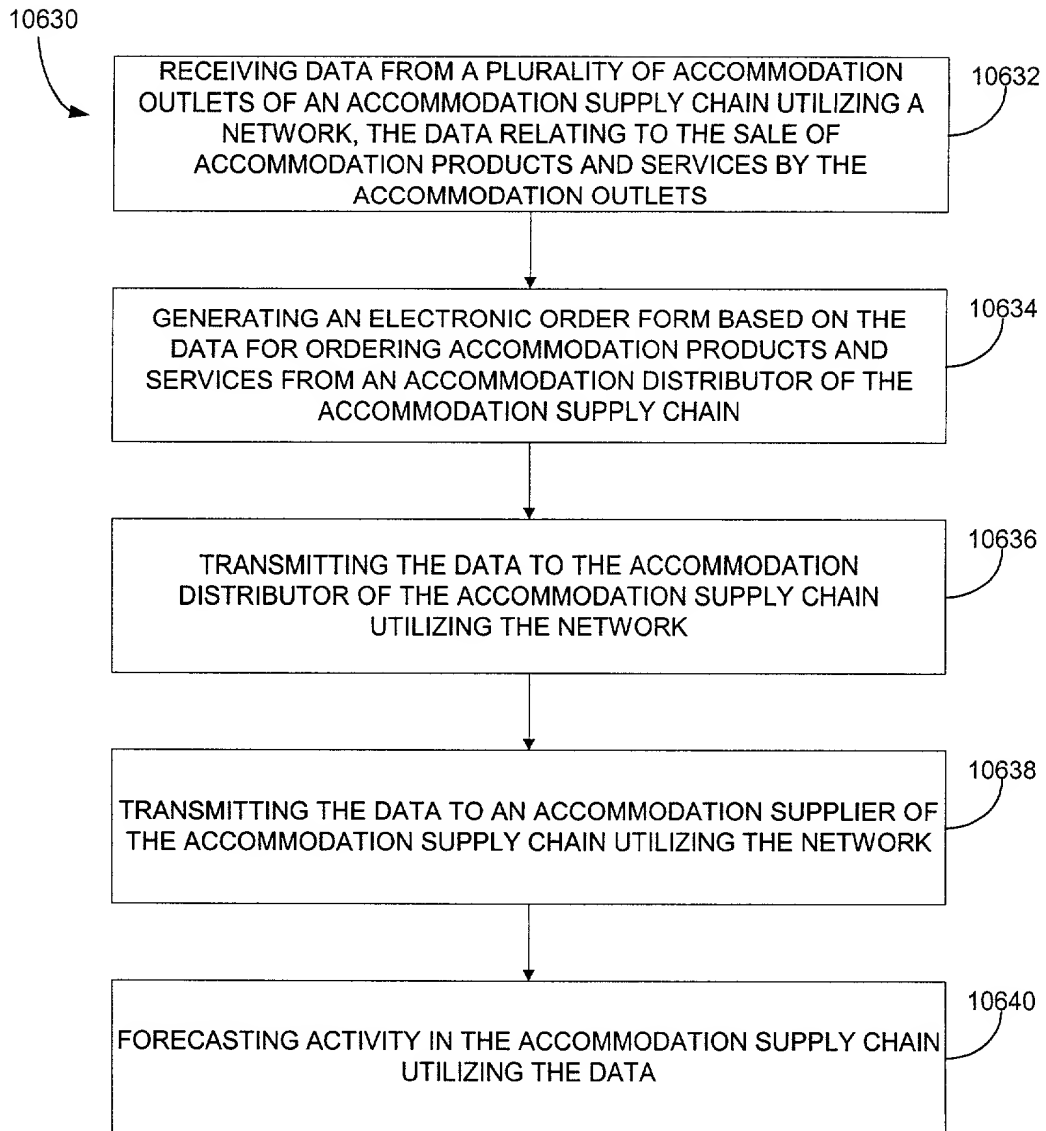 10630
RECEIVING DATA FROM A PLURALITY OF ACCOMMODATION
OUTLETS OF AN ACCOMMODATION SUPPLY CHAIN UTILIZING A
NETWORK, THE DATA RELATING TO THE SALE OF
ACCOMMODATION PRODUCTS AND SERVICES BY THE
ACCOMMODATION OUTLETS
10632
GENERATING AN ELECTRONIC ORDER FORM BASED ON THE
DATA FOR ORDERING ACCOMMODATION PRODUCTS AND
SERVICES FROM AN ACCOMMODATION DISTRIBUTOR OF THE
ACCOMMODATION SUPPLY CHAIN
10634
TRANSMITTING THE DATA TO THE ACCOMMODATION
DISTRIBUTOR OF THE ACCOMMODATION SUPPLY CHAIN
UTILIZING THE NETWORK
10636
TRANSMITTING THE DATA TO AN ACCOMMODATION SUPPLIER OF
THE ACCOMMODATION SUPPLY CHAIN UTILIZING THE NETWORK
10638
FORECASTING ACTIVITY IN THE ACCOMMODATION SUPPLY CHAIN
UTILIZING THE DATA
10640